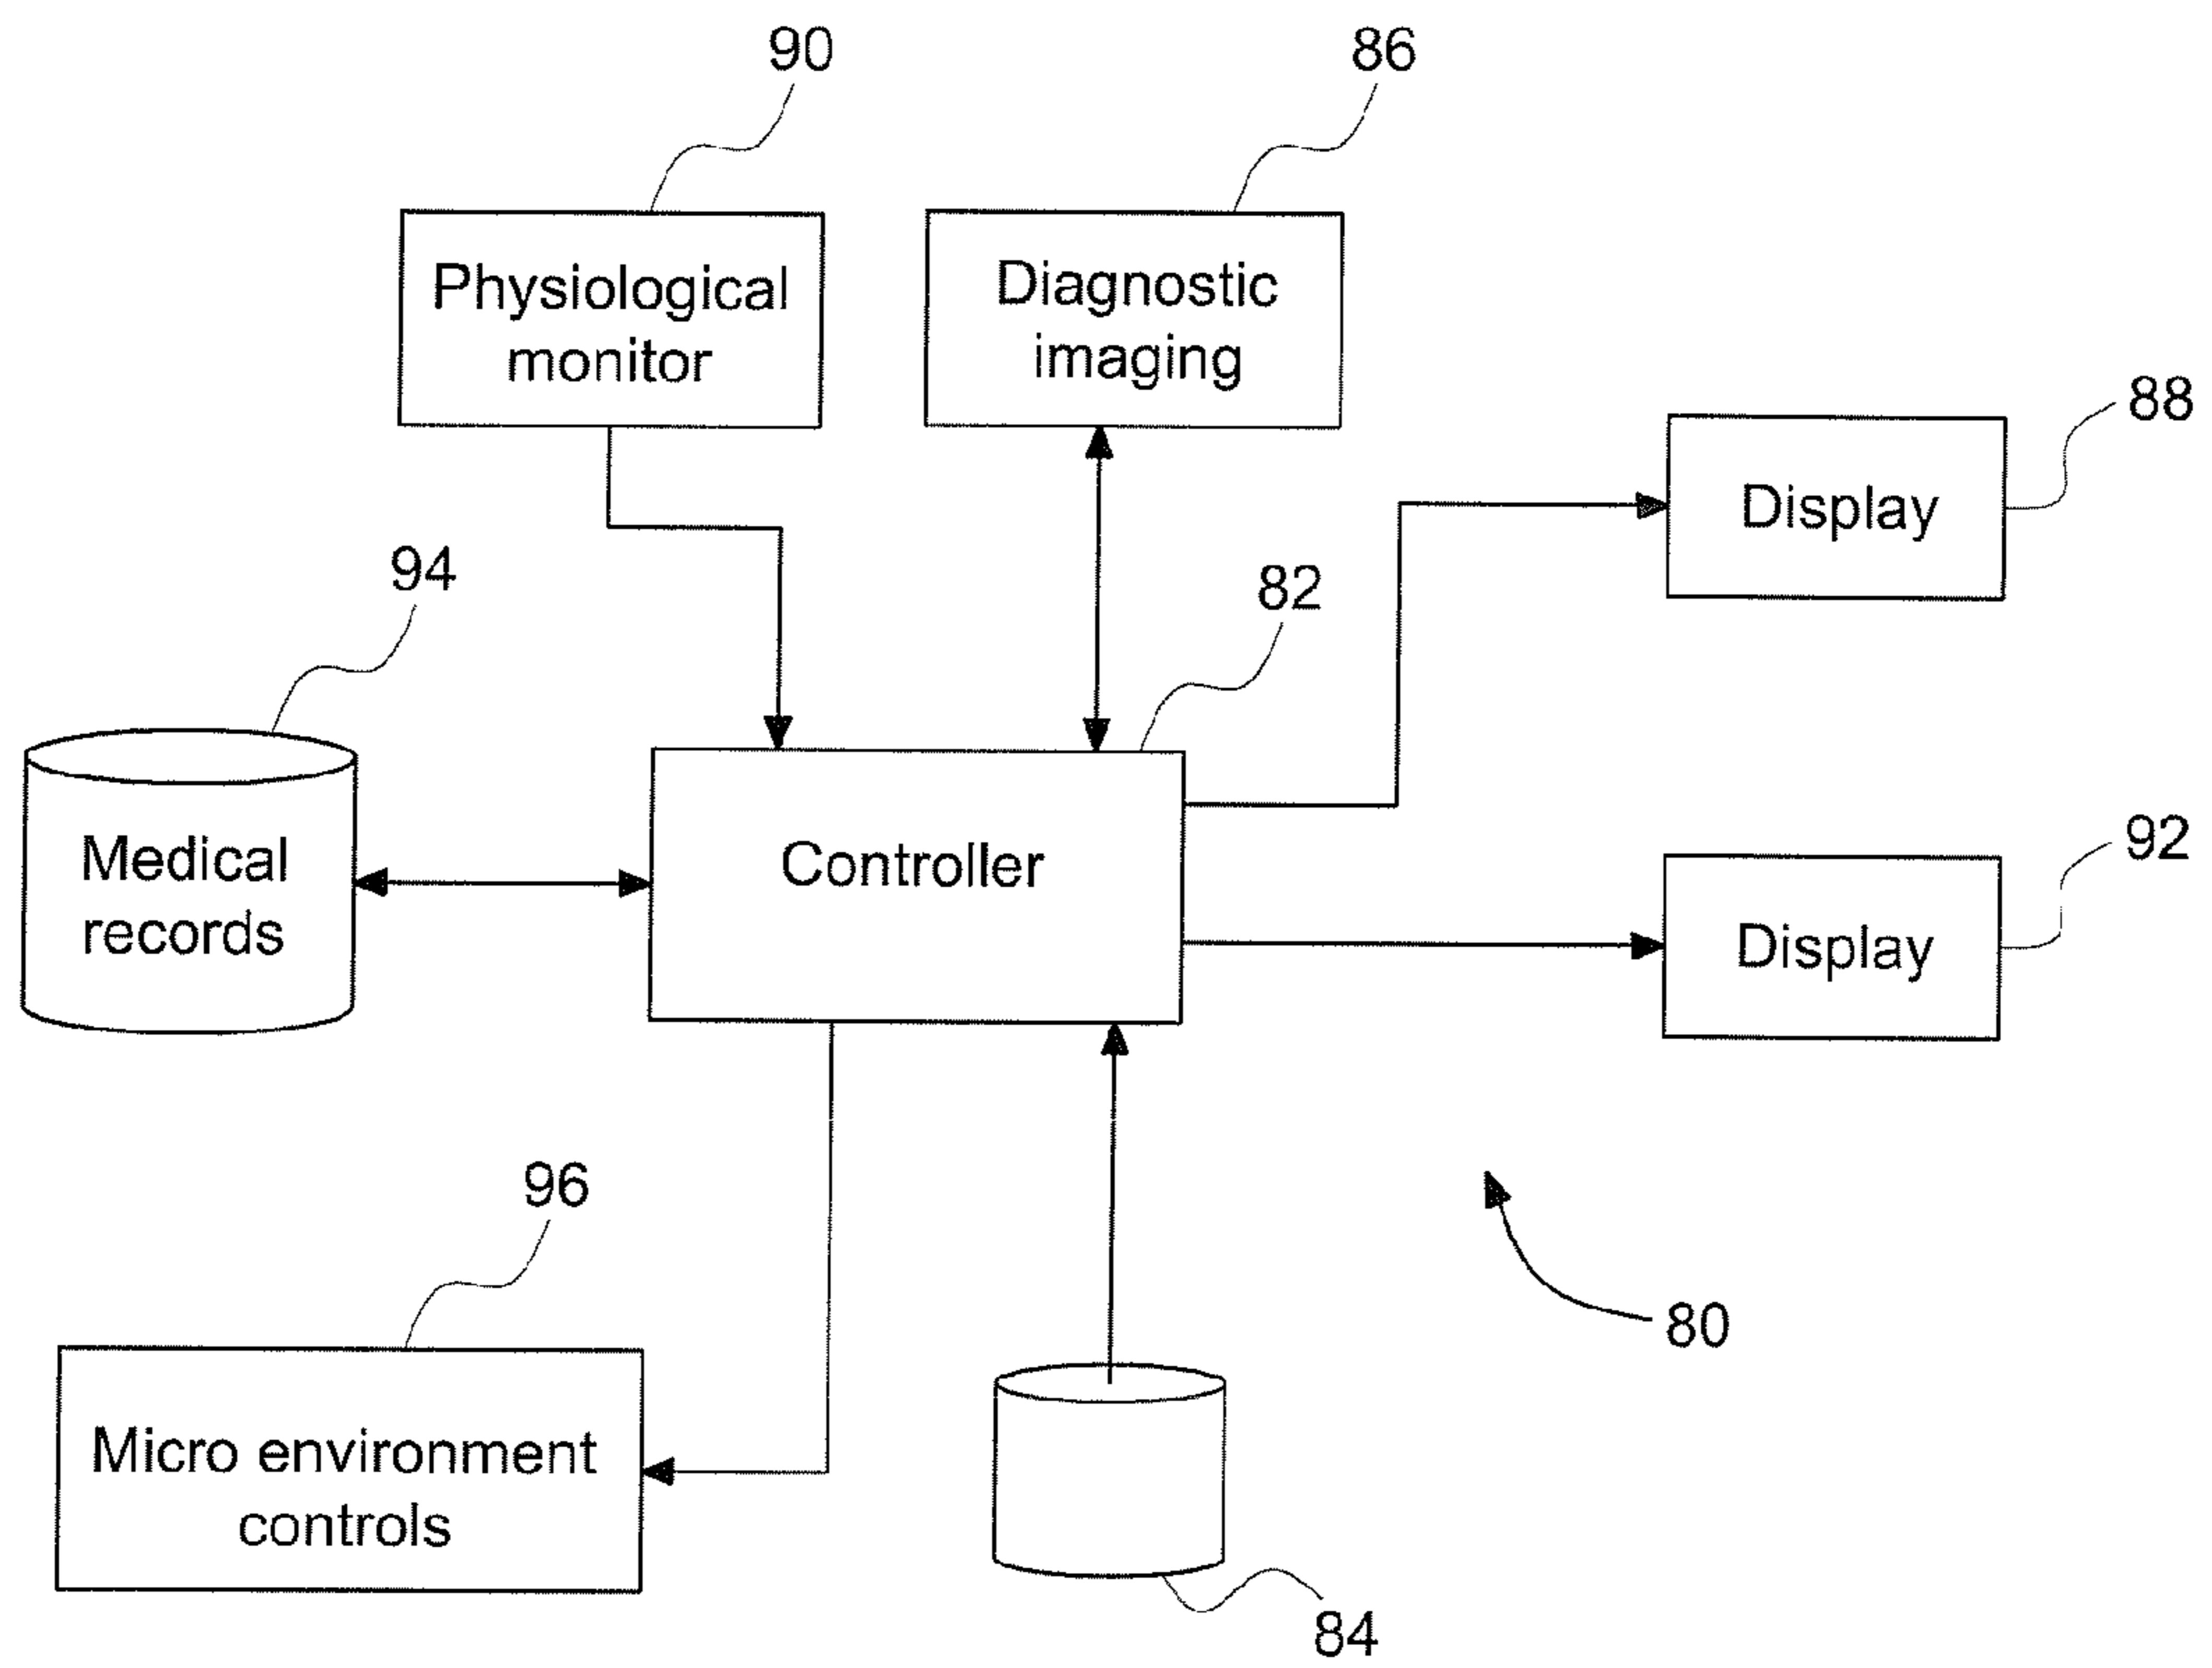 90
86
Physiological
monitor
Diagnostic
imaging
88
Display
94
82
Medical
records
Controller
92
Display
96
80
Micro environment
controls
84